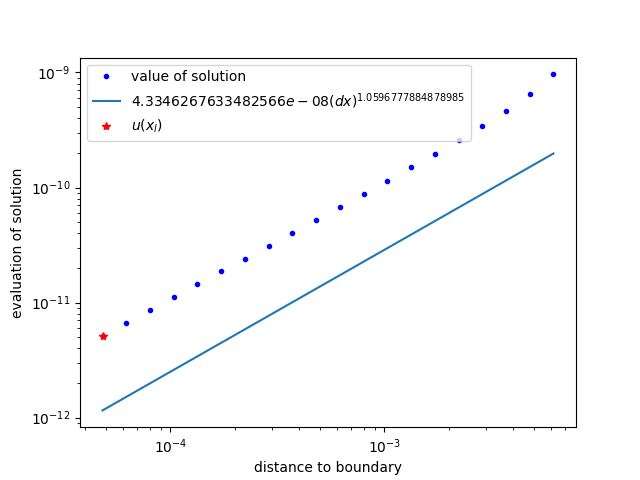 10⁻⁹
10⁻¹⁰
10⁻¹¹
10⁻¹²
evaluation of solution
value of solution
4.3346267633482566e − 08(dx)^1.0596777884878985
u(x_l)
10⁻⁴
10⁻³
distance to boundary